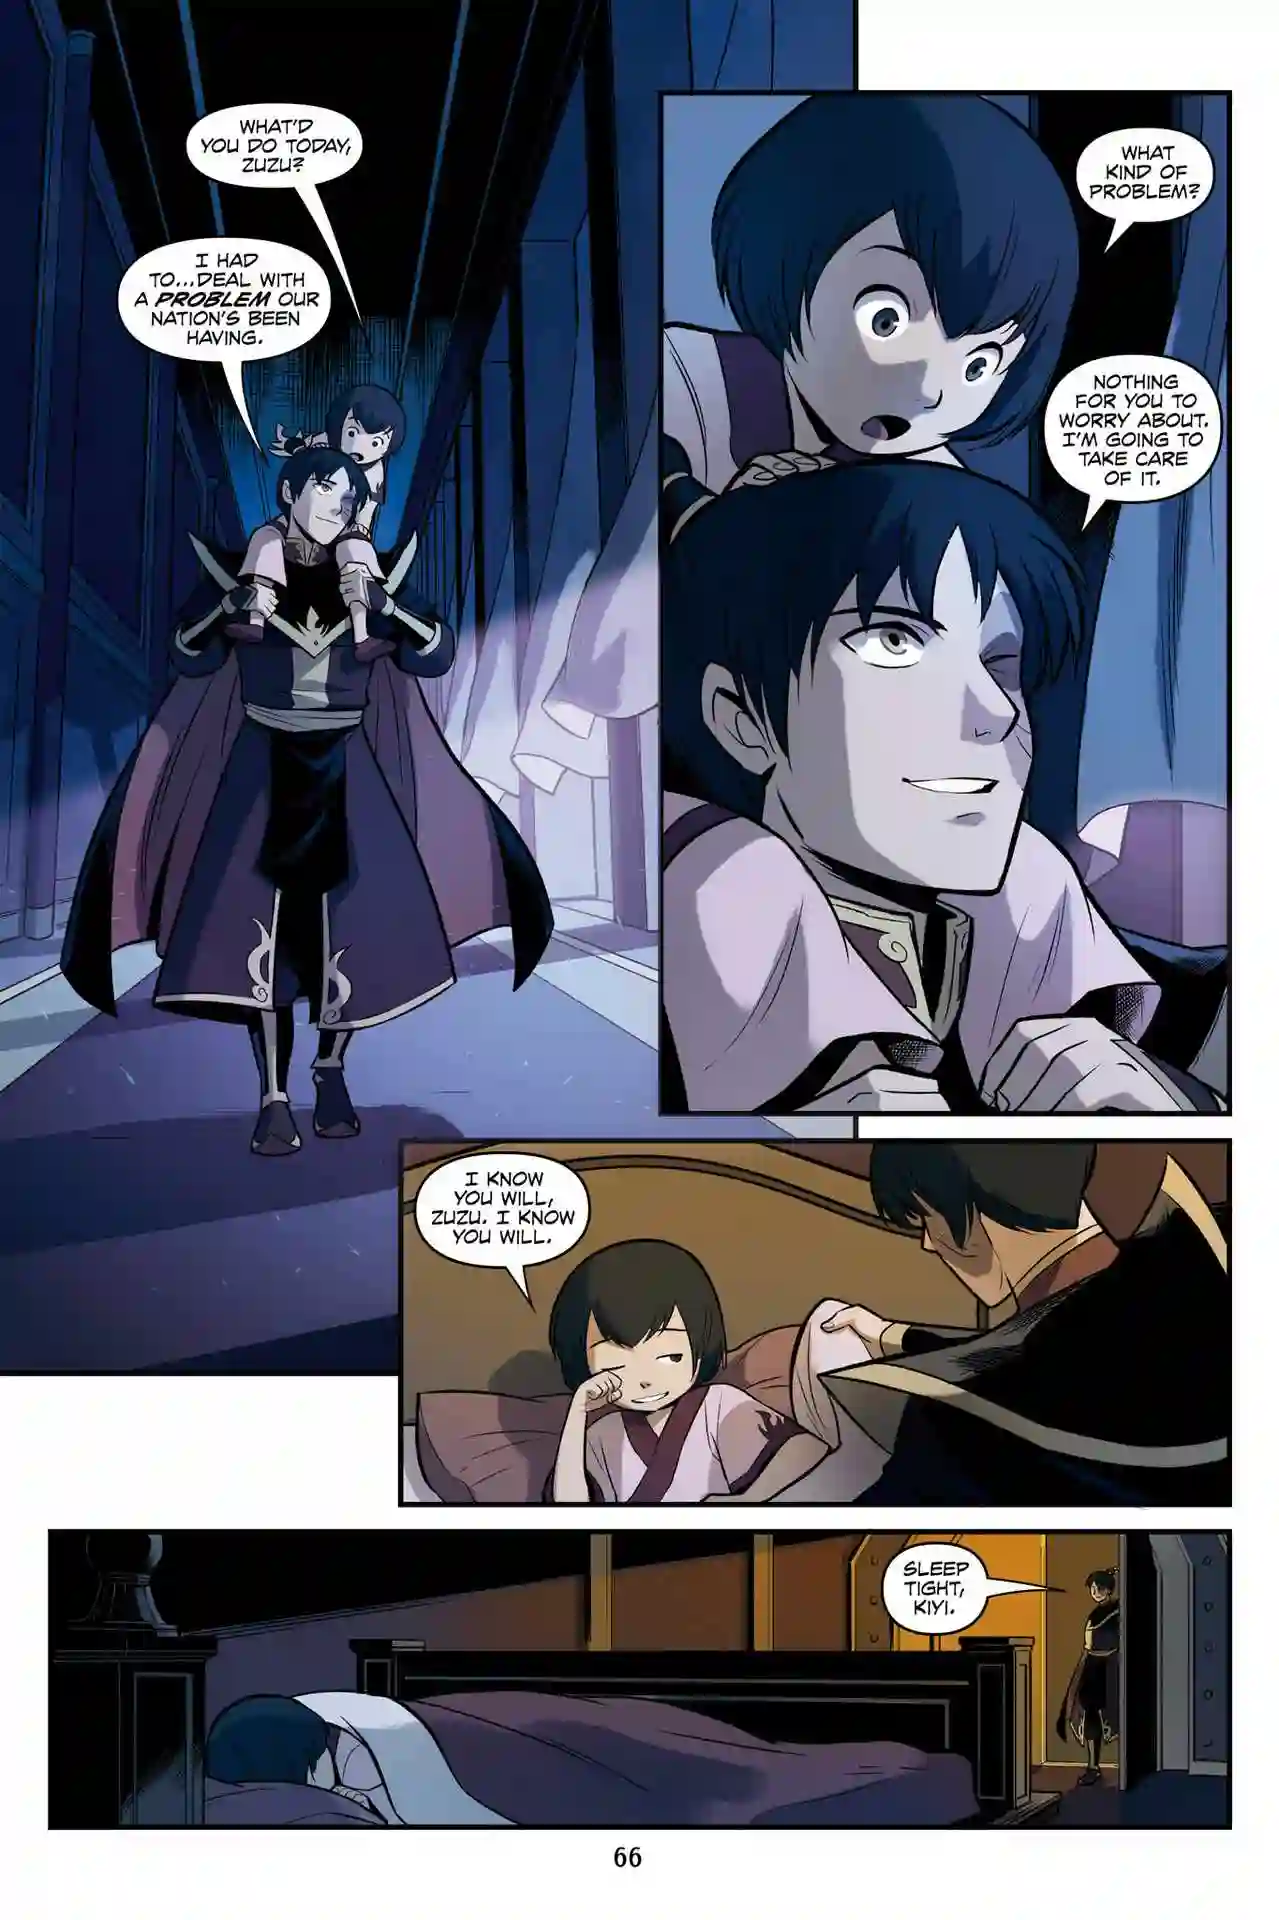 WHAT'D
YOU DO TODAY,
ZUZU?
I HAD
TO...DEAL WITH
A PROBLEM OUR
NATION'S BEEN
HAVING.
WHAT
KIND OF
PROBLEM?
NOTHING
FOR YOU TO
WORRY ABOUT.
I'M GOING TO
TAKE CARE
OF IT.
I KNOW
YOU WILL,
ZUZU. I KNOW
YOU WILL.
SLEEP
TIGHT,
KIYI.
66